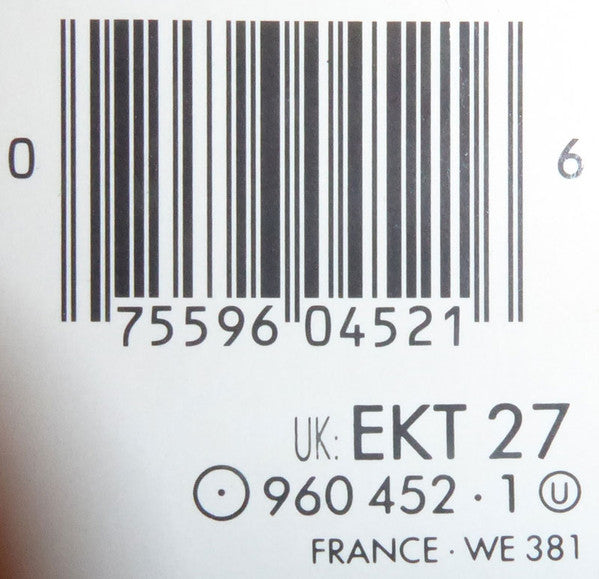 0 75596 04521 6
UK: EKT 27
960 452 · 1 Ⓤ
FRANCE · WE 381